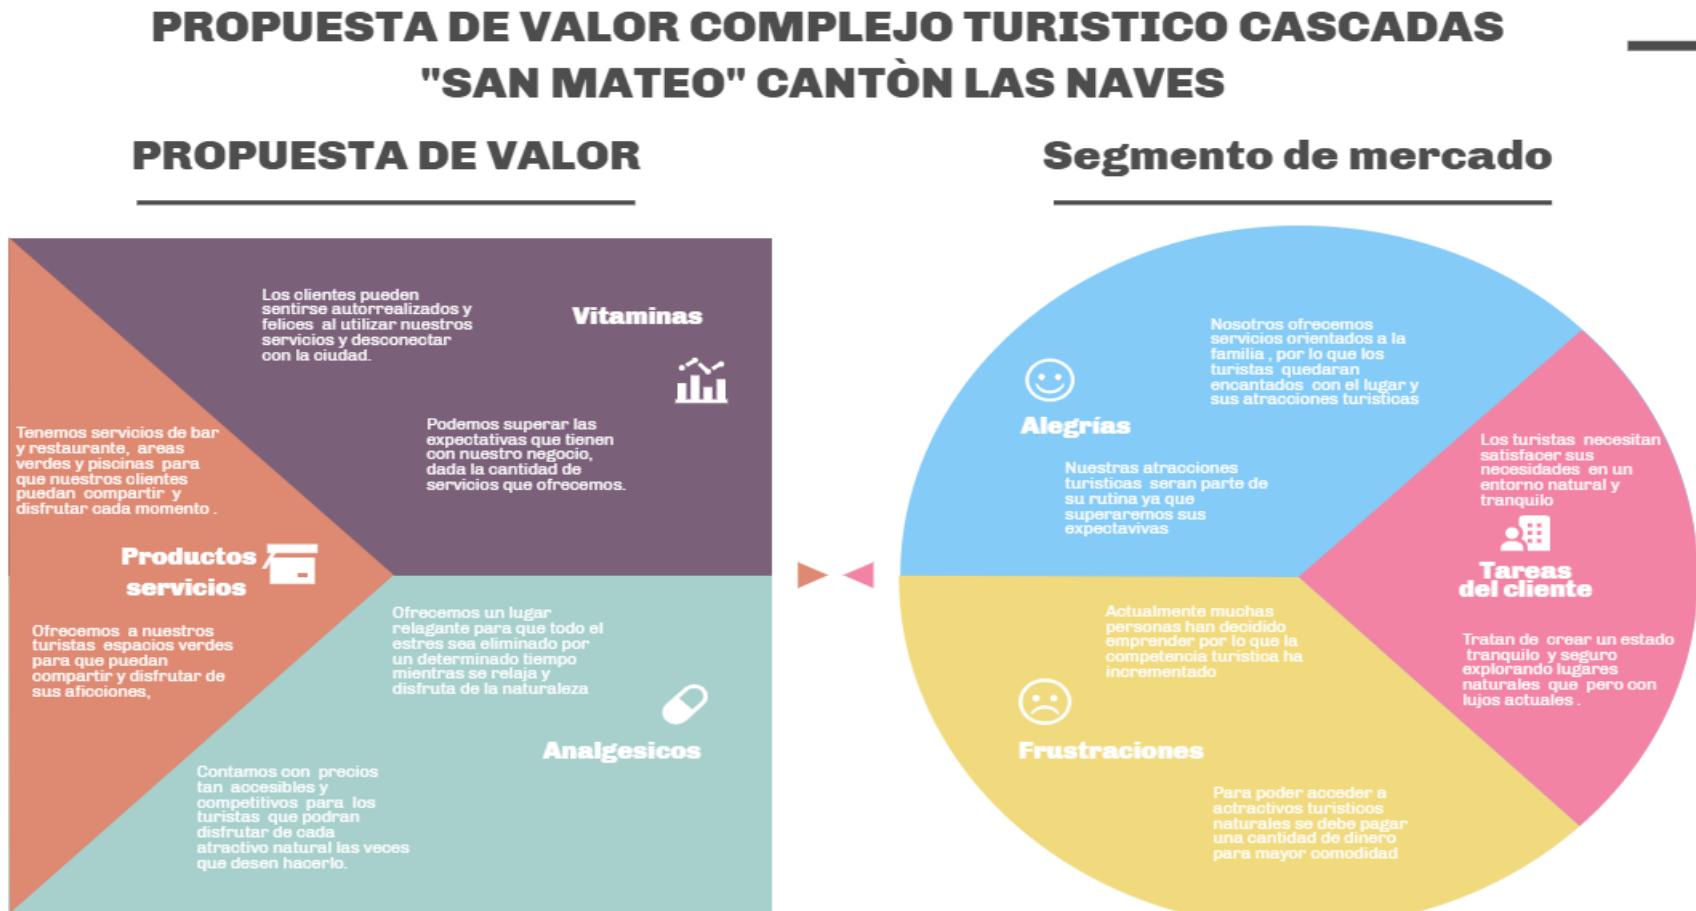 PROPUESTA DE VALOR COMPLEJO TURISTICO CASCADAS
"SAN MATEO" CANTÒN LAS NAVES
PROPUESTA DE VALOR
Los clientes pueden
sentirse autorrealizados y
felices al utilizar nuestros
servicios y desconectar
con la ciudad.
Vitaminas
Podemos superar las
expectativas que tienen
con nuestro negocio,
dada la cantidad de
servicios que ofrecemos.
Tenemos servicios de bar
y restaurante, areas
verdes y piscinas para
que nuestros clientes
puedan compartir y
disfrutar cada momento .
Productos /
servicios
Ofrecemos a nuestros
turistas espacios verdes
para que puedan
compartir y disfrutar de
sus aficciones,
Ofrecemos un lugar
relagante para que todo el
estres sea eliminado por
un determinado tiempo
mientras se relaja y
disfruta de la naturaleza
Analgesicos
Contamos con precios
tan accesibles y
competitivos para los
turistas que podran
disfrutar de cada
atractivo natural las veces
que desen hacerlo.
Segmento de mercado
Nosotros ofrecemos
servicios orientados a la
familia , por lo que los
turistas quedaran
encantados con el lugar y
sus atracciones turisticas
Alegrías
Nuestras atracciones
turisticas seran parte de
su rutina ya que
superaremos sus
expectavivas
Los turistas necesitan
satisfacer sus
necesidades en un
entorno natural y
tranquilo
Tareas
del cliente
Tratan de crear un estado
tranquilo y seguro
explorando lugares
naturales que pero con
lujos actuales .
Actualmente muchas
personas han decidido
emprender por lo que la
competencia turistica ha
incrementado
Frustraciones
Para poder acceder a
actractivos turisticos
naturales se debe pagar
una cantidad de dinero
para mayor comodidad